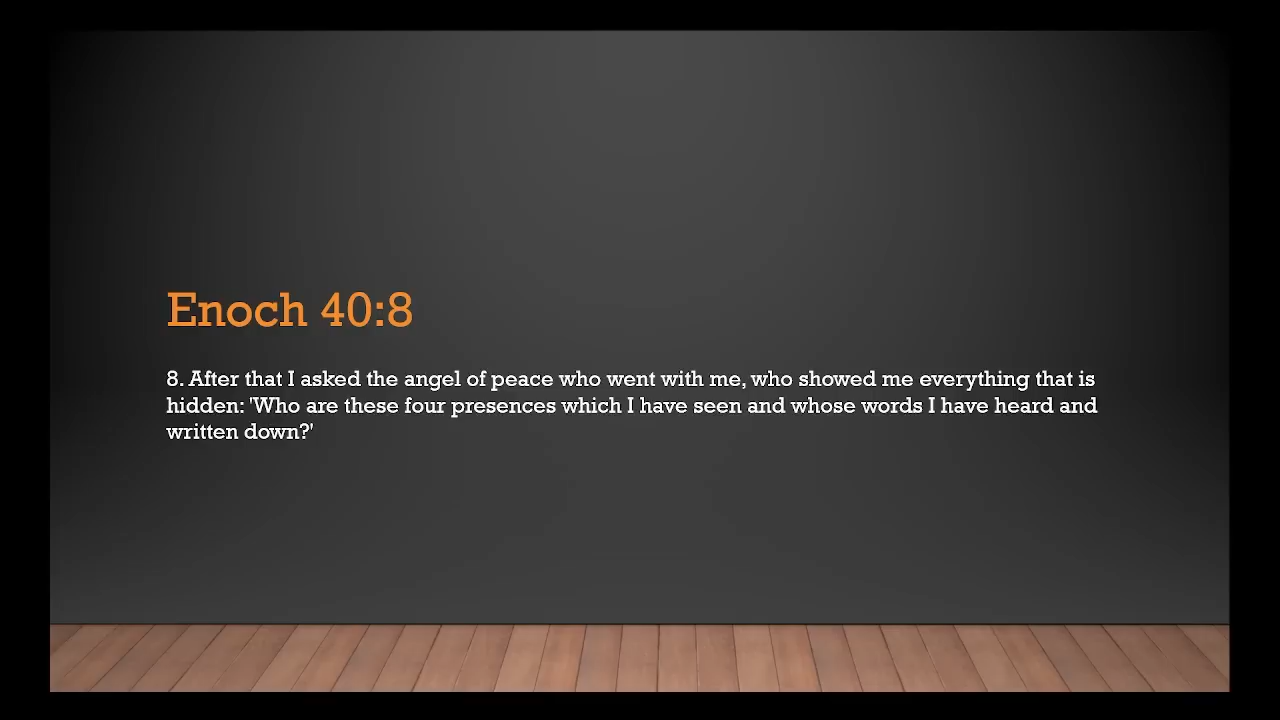 Enoch 40:8
8. After that I asked the angel of peace who went with me, who showed me everything that is
hidden: 'Who are these four presences which I have seen and whose words I have heard and
written down?'